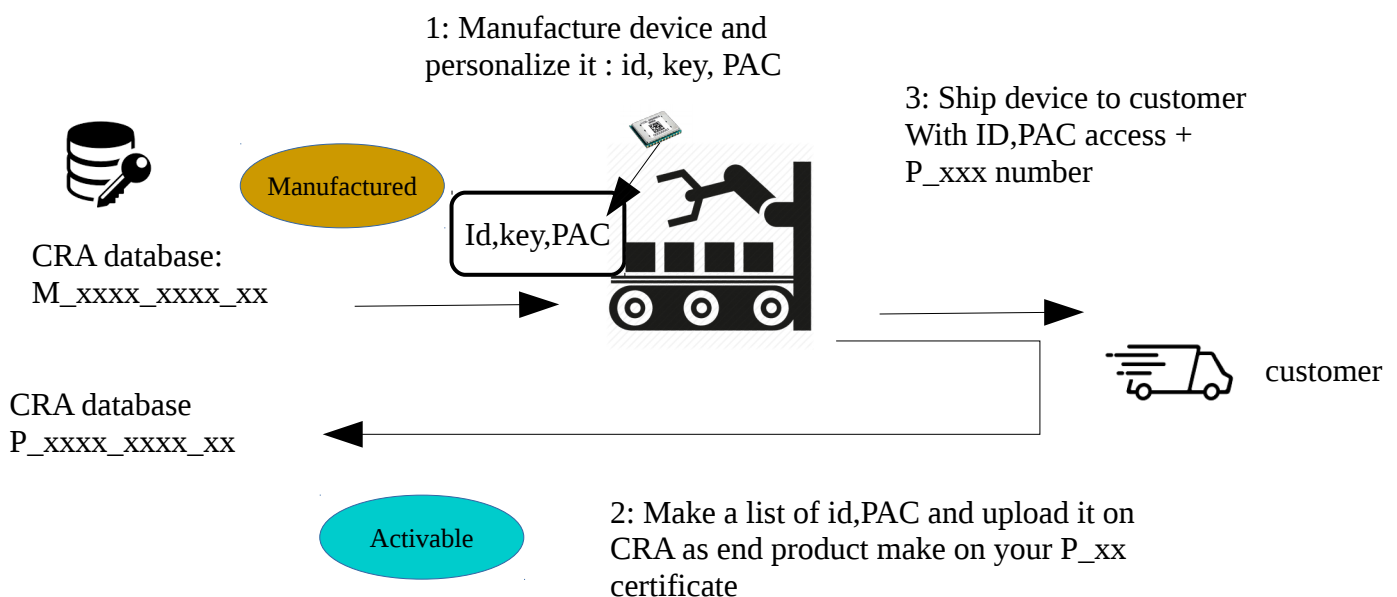 1: Manufacture device and
personalize it : id, key, PAC
3: Ship device to customer
With ID,PAC access +
P_xxx number
Manufactured
Id,key,PAC
CRA database:
M_xxxx_xxxx_xx
customer
CRA database
P_xxxx_xxxx_xx
Activable
2: Make a list of id,PAC and upload it on
CRA as end product make on your P_xx
certificate